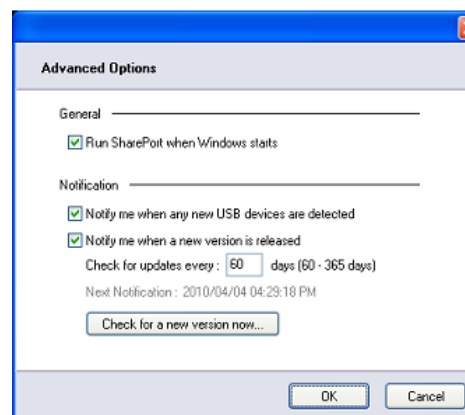 Advanced Options
General
Run SharePort when Windows starts
Notification
Notify me when any new USB devices are detected
Notify me when a new version is released
Check for updates every : 60 days (60 - 365 days)
Next Notification : 2010/04/04 04:29:18 PM
Check for a new version now...
OK Cancel